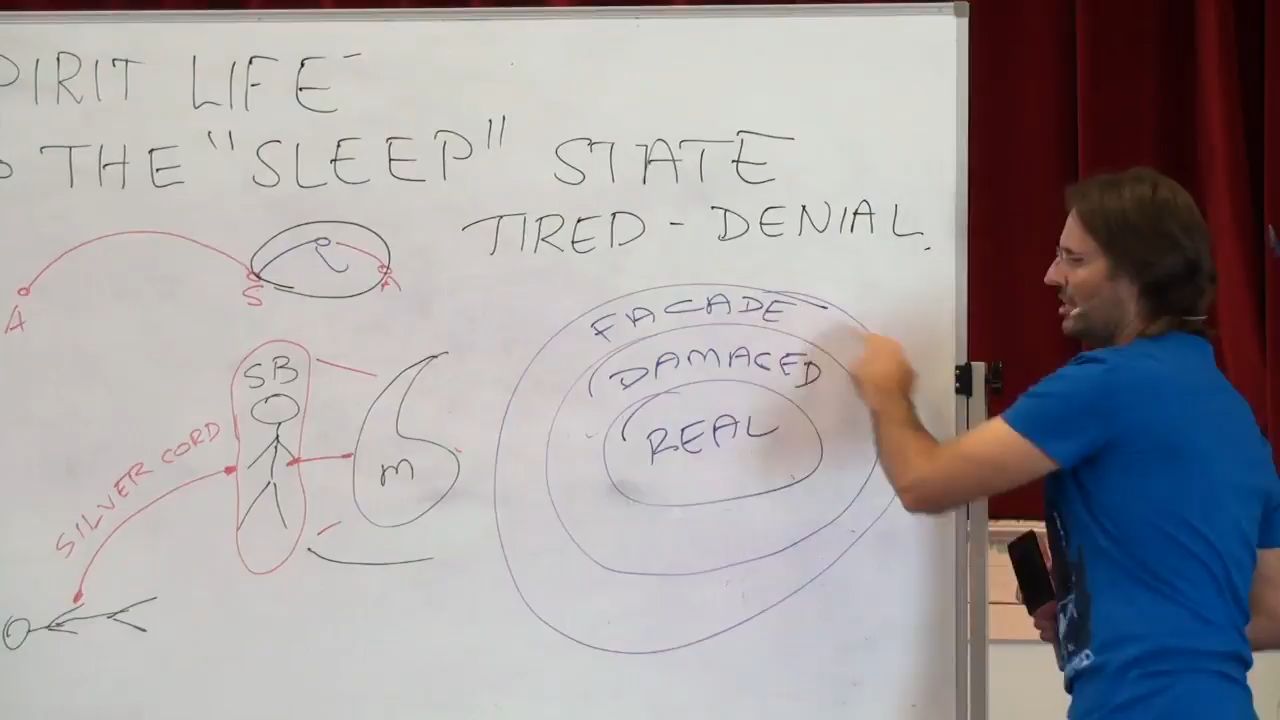 PIRIT LIFE
THE "SLEEP" STATE
TIRED - DENIAL.
A S R A
FACADE
DAMAGED
REAL
SB
m
SILVER CORD